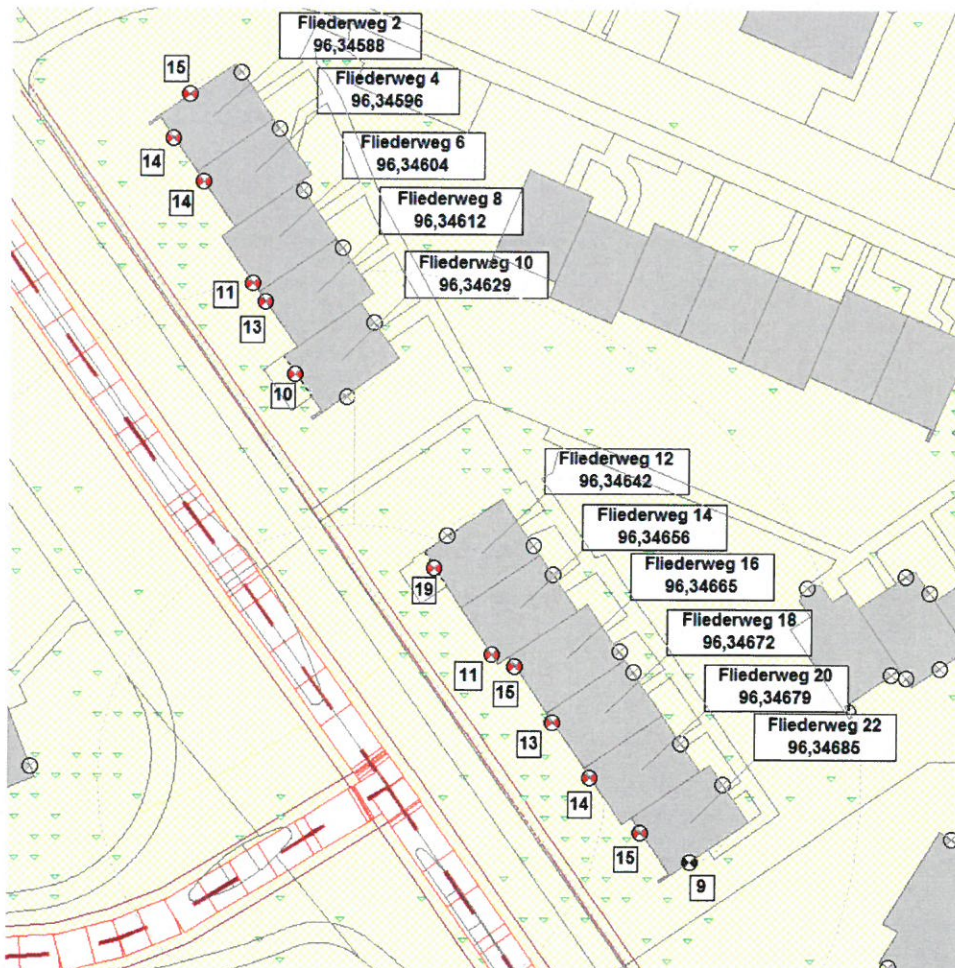 Fliederweg 2
96,34588
15
Fliederweg 4
96,34596
14
Fliederweg 6
96,34604
14
Fliederweg 8
96,34612
Fliederweg 10
96,34629
11
13
10
Fliederweg 12
96,34642
Fliederweg 14
96,34656
19
Fliederweg 16
96,34665
Fliederweg 18
96,34672
11
15
Fliederweg 20
96,34679
13
Fliederweg 22
96,34685
14
15
9